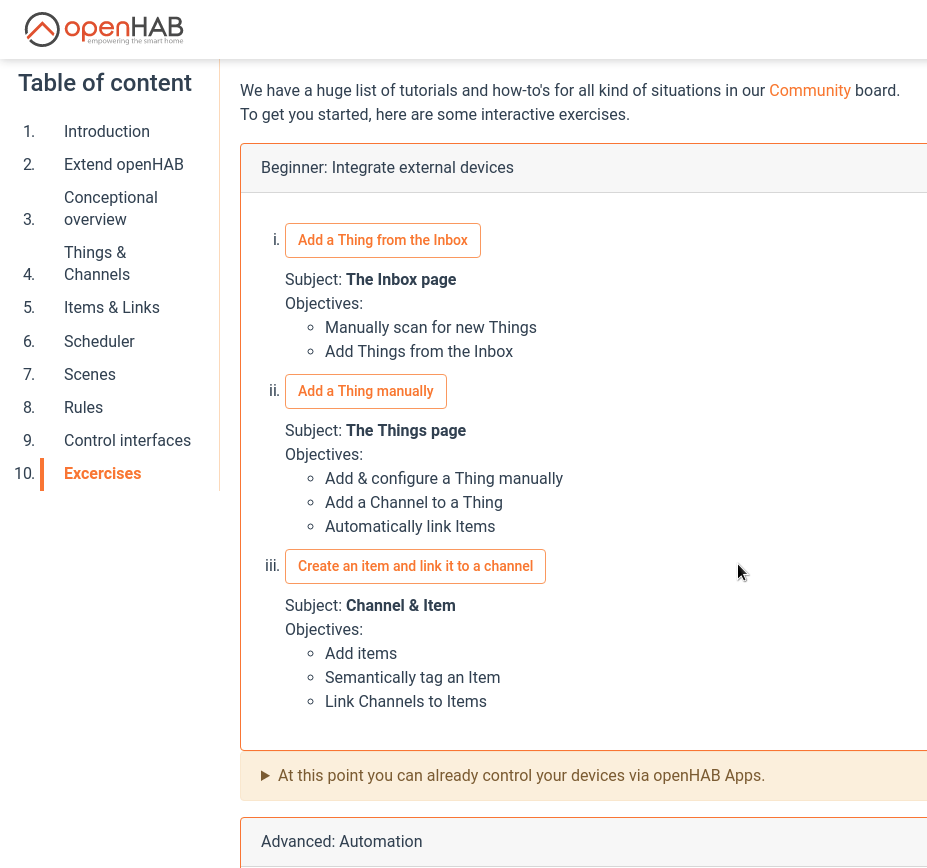 openHAB
empowering the smart home
Table of content
1. Introduction
2. Extend openHAB
3. Conceptional
overview
4. Things &
Channels
5. Items & Links
6. Scheduler
7. Scenes
8. Rules
9. Control interfaces
10. Excercises
We have a huge list of tutorials and how-to's for all kind of situations in our Community board.
To get you started, here are some interactive exercises.
Beginner: Integrate external devices
i. Add a Thing from the Inbox
Subject: The Inbox page
Objectives:
Manually scan for new Things
Add Things from the Inbox
ii. Add a Thing manually
Subject: The Things page
Objectives:
Add & configure a Thing manually
Add a Channel to a Thing
Automatically link Items
iii. Create an item and link it to a channel
Subject: Channel & Item
Objectives:
Add items
Semantically tag an Item
Link Channels to Items
At this point you can already control your devices via openHAB Apps.
Advanced: Automation